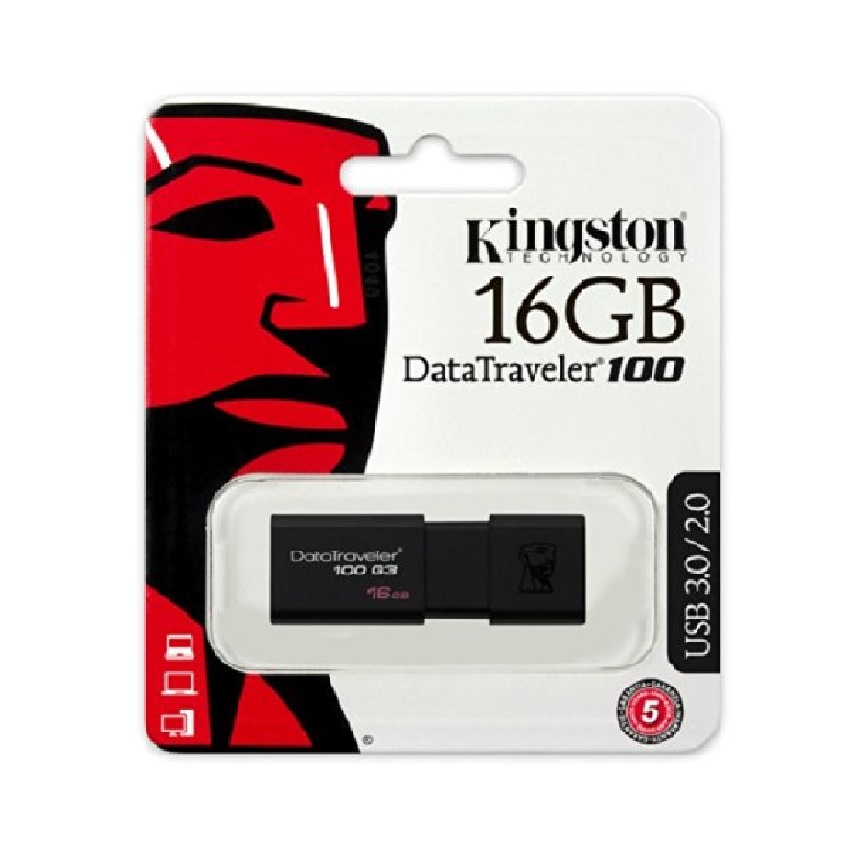 Kingston®
TECHNOLOGY
16GB
DataTraveler® 100
DataTraveler®
100 G3
16GB
USB 3.0/2.0
5
®